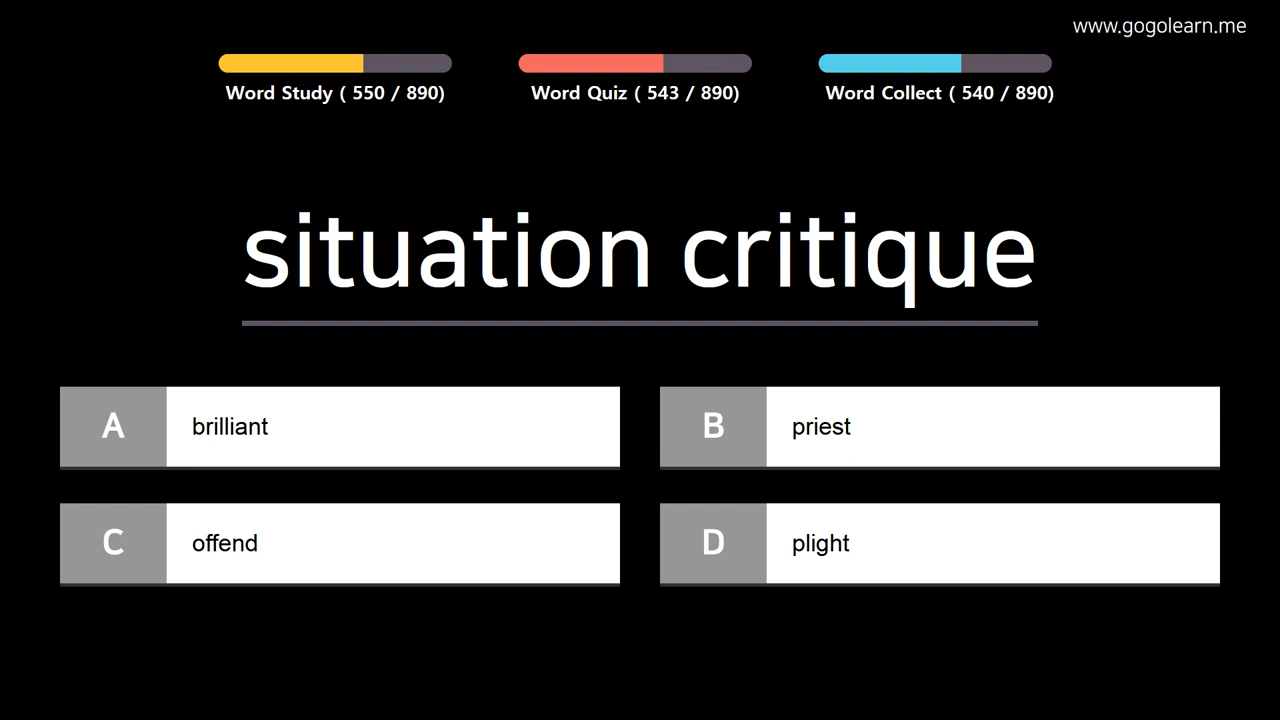 www.gogolearn.me
Word Study ( 550 / 890)
Word Quiz ( 543 / 890)
Word Collect ( 540 / 890)
situation critique
A brilliant
B priest
C offend
D plight